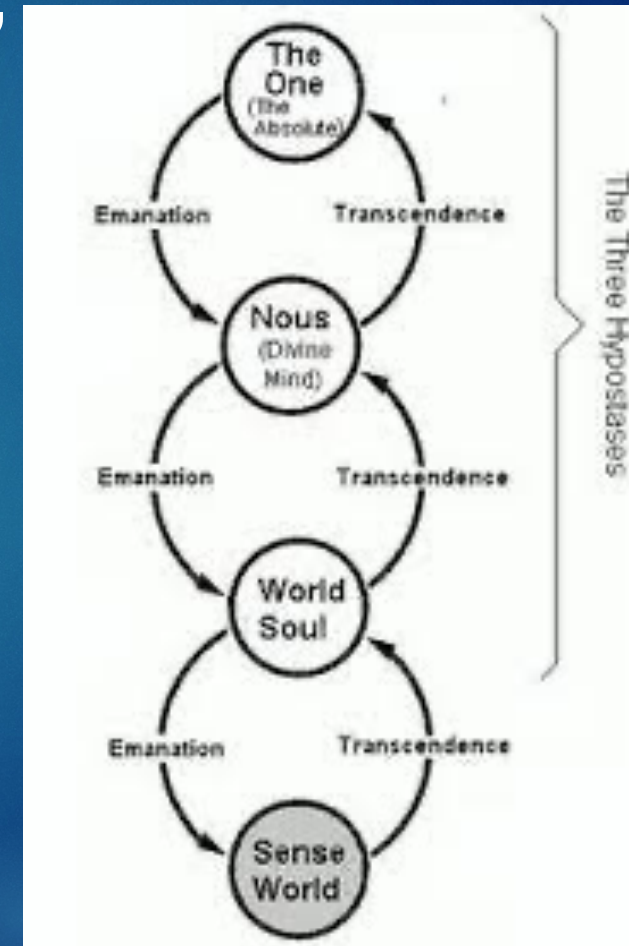 The
One
(The
Absolute)
Emanation
Transcendence
Nous
(Divine
Mind)
Emanation
Transcendence
World
Soul
Emanation
Transcendence
Sense
World
The Three Hypostases